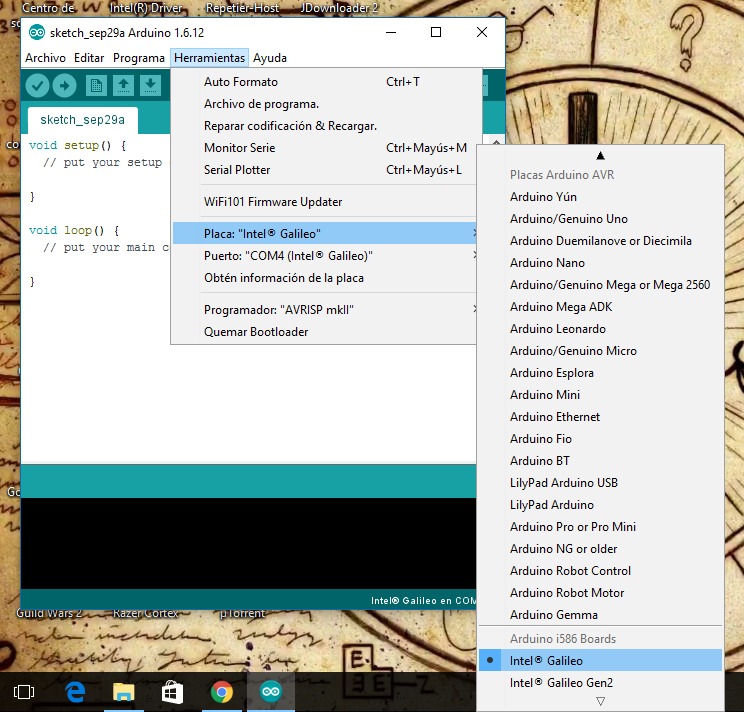 Centro de
Intel(R) Driver
Repetier-Host
JDownloader 2
sketch_sep29a Arduino 1.6.12
Archivo Editar Programa Herramientas Ayuda
sketch_sep29a
void setup() {
// put your setup
}
void loop() {
// put your main c
}
Auto Formato Ctrl+T
Archivo de programa.
Reparar codificación & Recargar.
Monitor Serie Ctrl+Mayús+M
Serial Plotter Ctrl+Mayús+L
WiFi101 Firmware Updater
Placa: "Intel® Galileo"
Puerto: "COM4 (Intel® Galileo)"
Obtén información de la placa
Programador: "AVRISP mkII"
Quemar Bootloader
Placas Arduino AVR
Arduino Yún
Arduino/Genuino Uno
Arduino Duemilanove or Diecimila
Arduino Nano
Arduino/Genuino Mega or Mega 2560
Arduino Mega ADK
Arduino Leonardo
Arduino/Genuino Micro
Arduino Esplora
Arduino Mini
Arduino Ethernet
Arduino Fio
Arduino BT
LilyPad Arduino USB
LilyPad Arduino
Arduino Pro or Pro Mini
Arduino NG or older
Arduino Robot Control
Arduino Robot Motor
Arduino Gemma
Arduino i586 Boards
Intel® Galileo
Intel® Galileo Gen2
Intel® Galileo en COM
Guild Wars 2
Razer Cortex
µTorrent